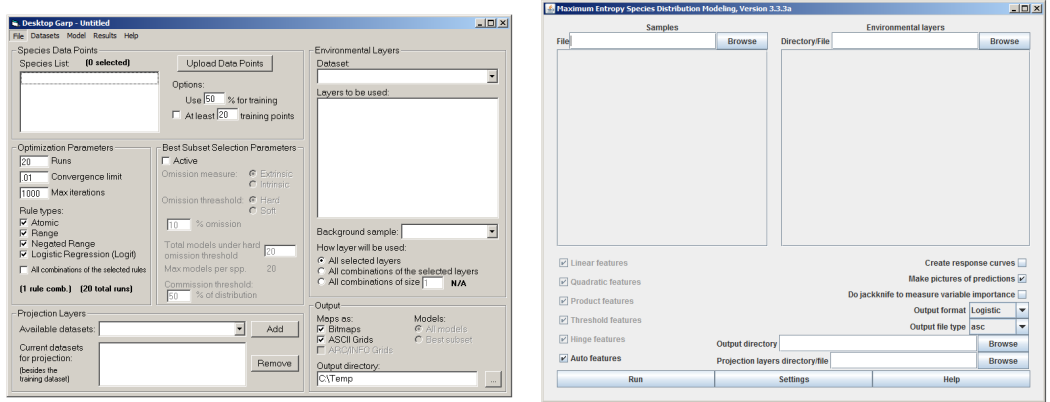 Desktop Garp - Untitled
File Datasets Model Results Help
Species Data Points
Species List: (0 selected)
Upload Data Points
Options:
Use 50 % for training
At least 20 training points
Optimization Parameters
20 Runs
.01 Convergence limit
1000 Max iterations
Rule types:
Atomic
Range
Negated Range
Logistic Regression (Logit)
All combinations of the selected rules
(1 rule comb.) (20 total runs)
Best Subset Selection Parameters
Active
Omission measure: Extrinsic
Intrinsic
Omission threeshold: Hard
Soft
10 % omission
Total models under hard
omission threshold 20
Max models per spp. 20
Commission threshold:
50 % of distribution
Projection Layers
Available datasets: Add
Current datasets
for projection:
(besides the
training dataset)
Remove
Environmental Layers
Dataset:
Layers to be used:
Background sample:
How layer will be used:
All selected layers
All combinations of the selected layers
All combinations of size 1 N/A
Output
Maps as: Models:
Bitmaps All models
ASCII Grids Best subset
ARC/INFO Grids
Output directory:
C:\Temp ...
Maximum Entropy Species Distribution Modeling, Version 3.3.3a
Samples Environmental layers
File Browse Directory/File Browse
Linear features Create response curves
Quadratic features Make pictures of predictions
Product features Do jackknife to measure variable importance
Threshold features Output format Logistic
Output file type asc
Hinge features Output directory Browse
Auto features Projection layers directory/file Browse
Run Settings Help